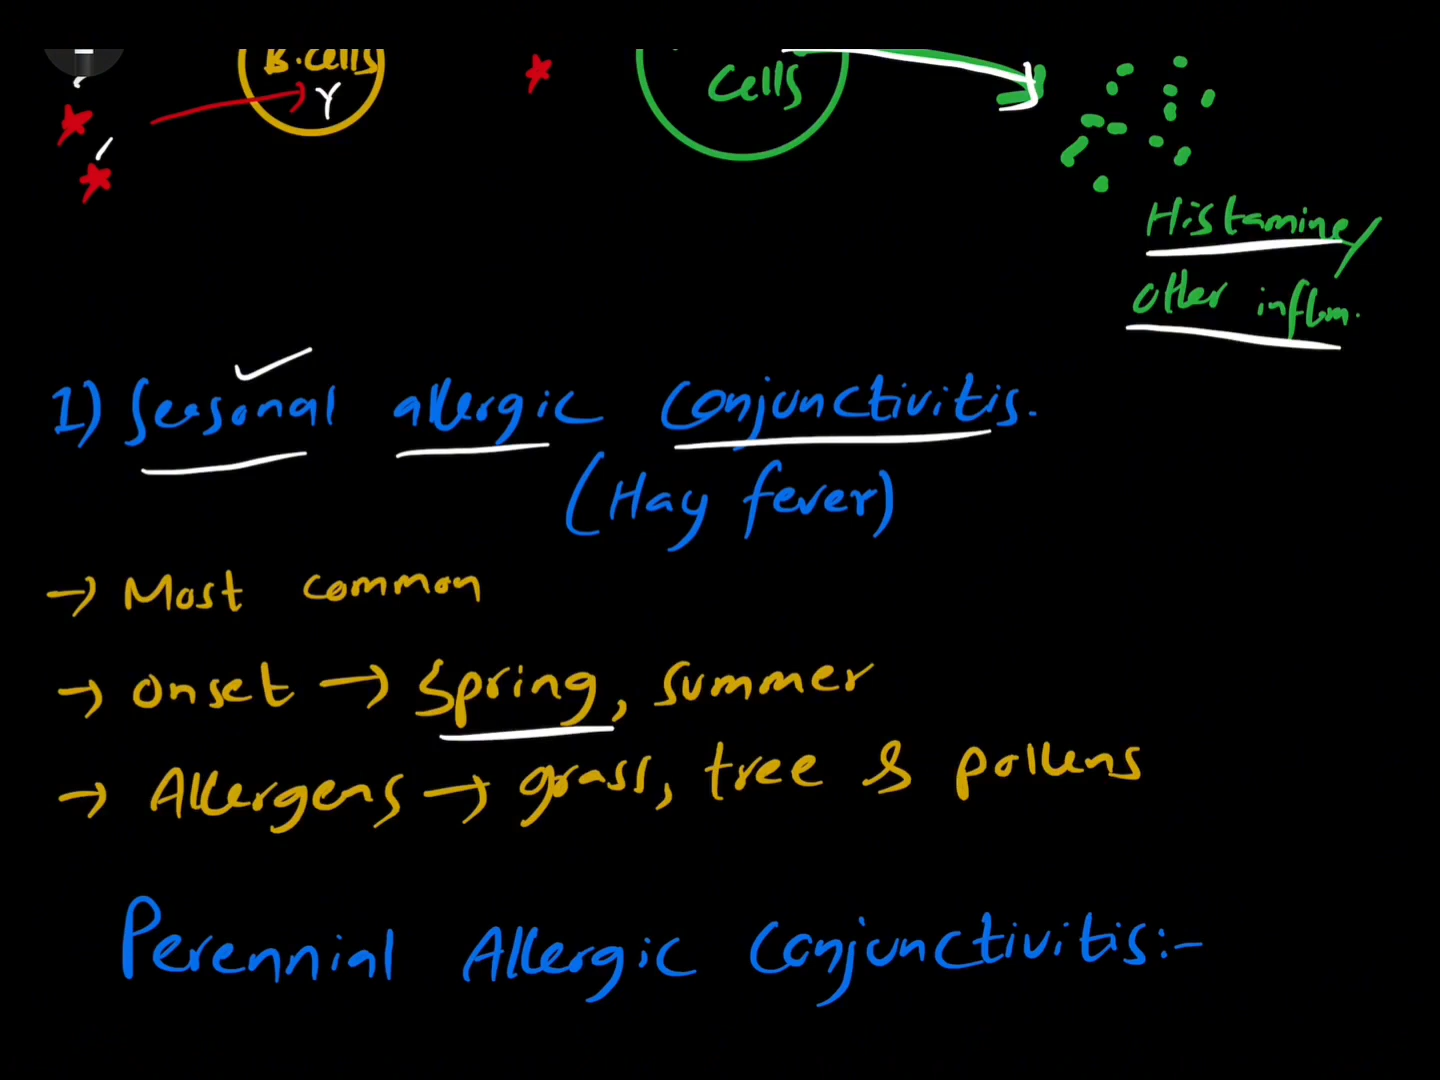 B.cells
Y
Cells
Histamine/
Other inflam.
1) Seasonal allergic Conjunctivitis.
(Hay fever)
→ Most common
→ Onset → Spring, Summer
→ Allergens → grass, tree & pollens
Perennial Allergic Conjunctivitis:-